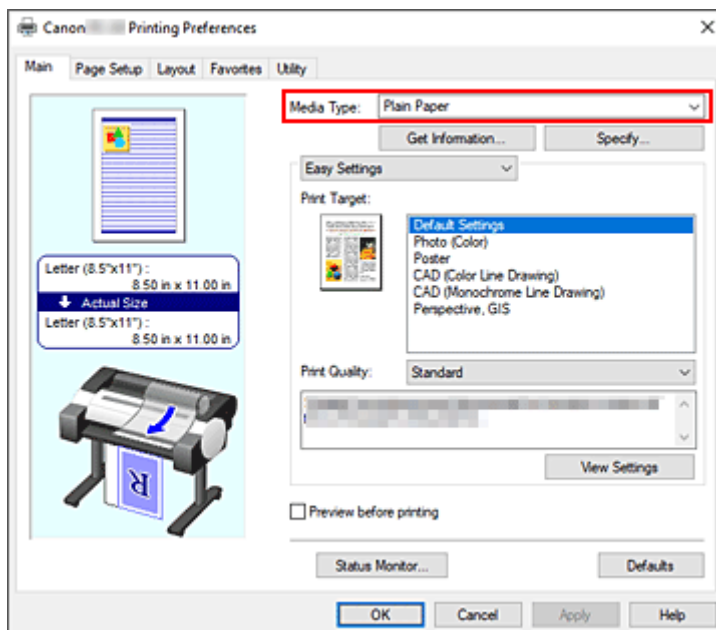 Canon Printing Preferences
Main Page Setup Layout Favorites Utility
Media Type: Plain Paper
Get Information... Specify...
Easy Settings
Print Target:
Default Settings
Photo (Color)
Poster
CAD (Color Line Drawing)
CAD (Monochrome Line Drawing)
Perspective, GIS
Letter (8.5"x11") :
8.50 in x 11.00 in
Actual Size
Letter (8.5"x11") :
8.50 in x 11.00 in
R
Print Quality: Standard
View Settings
Preview before printing
Status Monitor... Defaults
OK Cancel Apply Help